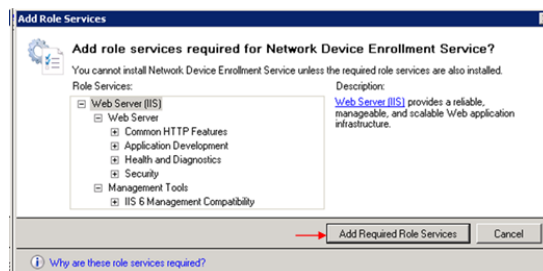 Add Role Services
Add role services required for Network Device Enrollment Service?
You cannot install Network Device Enrollment Service unless the required role services are also installed.
Role Services:
Web Server (IIS)
Web Server
Common HTTP Features
Application Development
Health and Diagnostics
Security
Management Tools
IIS 6 Management Compatibility
Description:
Web Server (IIS) provides a reliable,
manageable, and scalable Web application
infrastructure.
Add Required Role Services
Cancel
Why are these role services required?